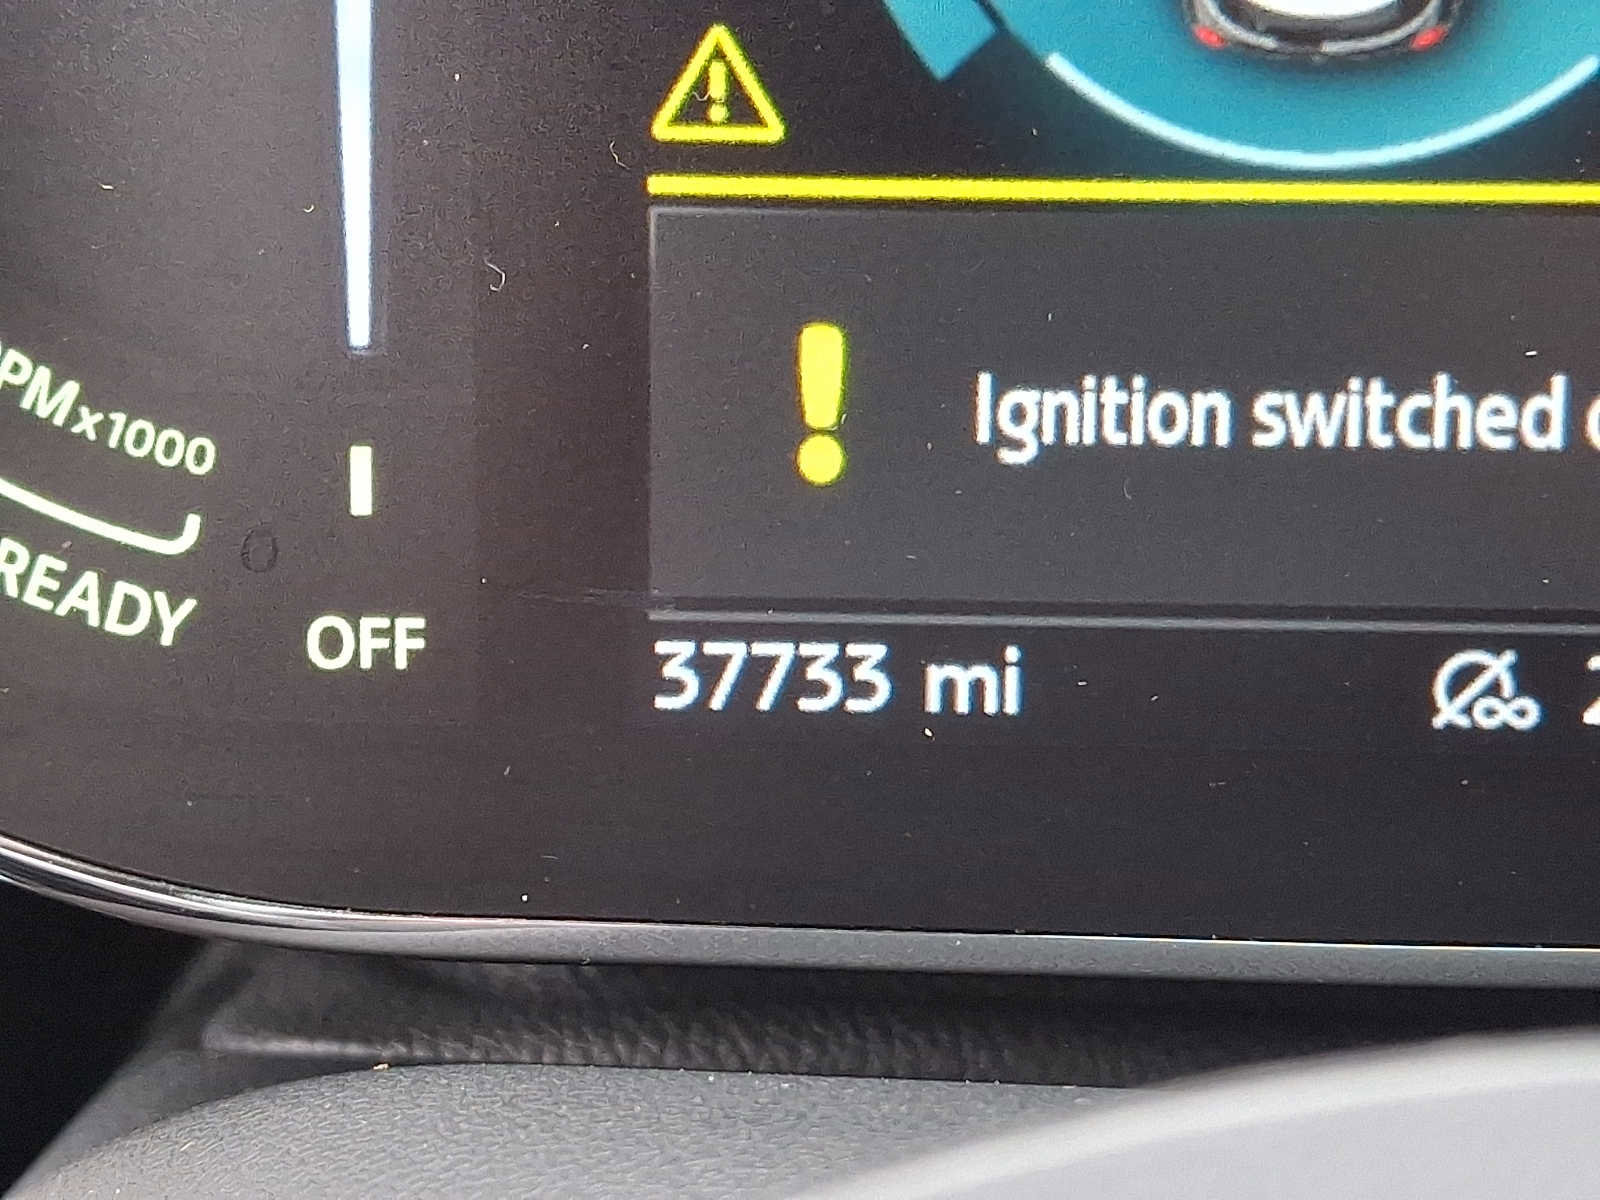 PMx1000
READY
OFF
Ignition switched
37733 mi